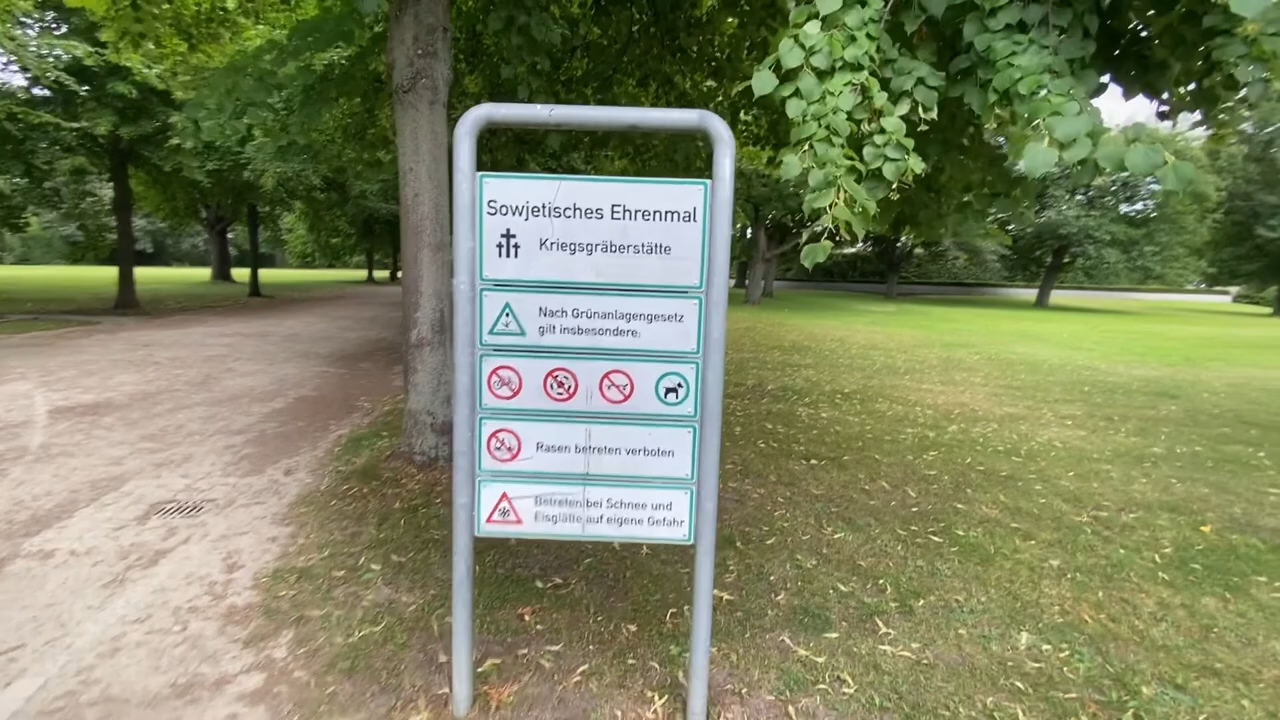 Sowjetisches Ehrenmal
Kriegsgräberstätte
Nach Grünanlagengesetz
gilt insbesondere:
Rasen betreten verboten
Betreten bei Schnee und
Eisglätte auf eigene Gefahr